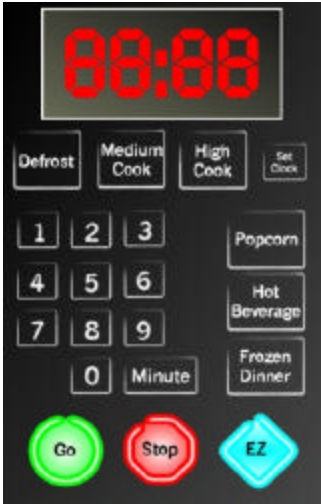 88:88
Defrost
Medium
Cook
High
Cook
Set
Clock
1 2 3
Popcorn
4 5 6
Hot
Beverage
7 8 9
Frozen
Dinner
0 Minute
Go Stop EZ